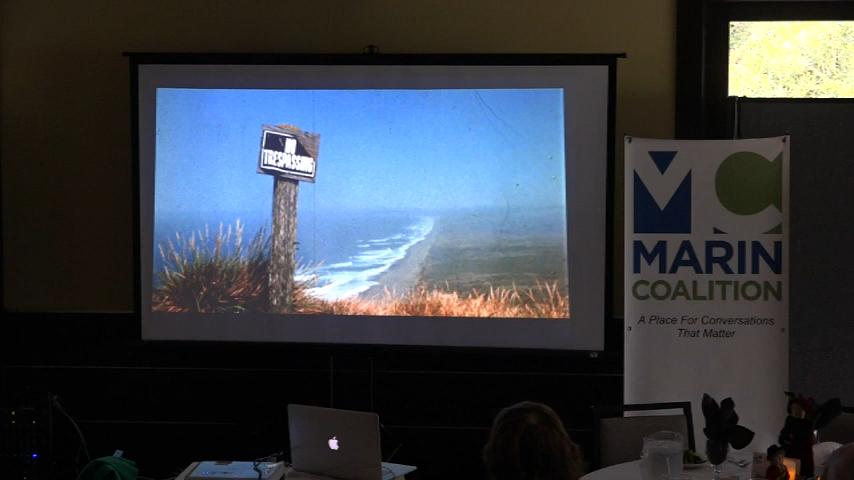 NO
TRESPASSING
MC
MARIN
COALITION
A Place For Conversations
That Matter